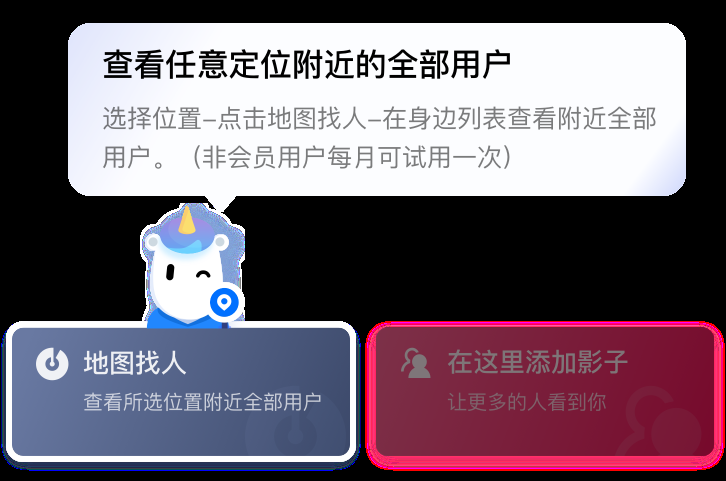 查看任意定位附近的全部用户
选择位置–点击地图找人–在身边列表查看附近全部
用户。（非会员用户每月可试用一次）
地图找人
查看所选位置附近全部用户
在这里添加影子
让更多的人看到你